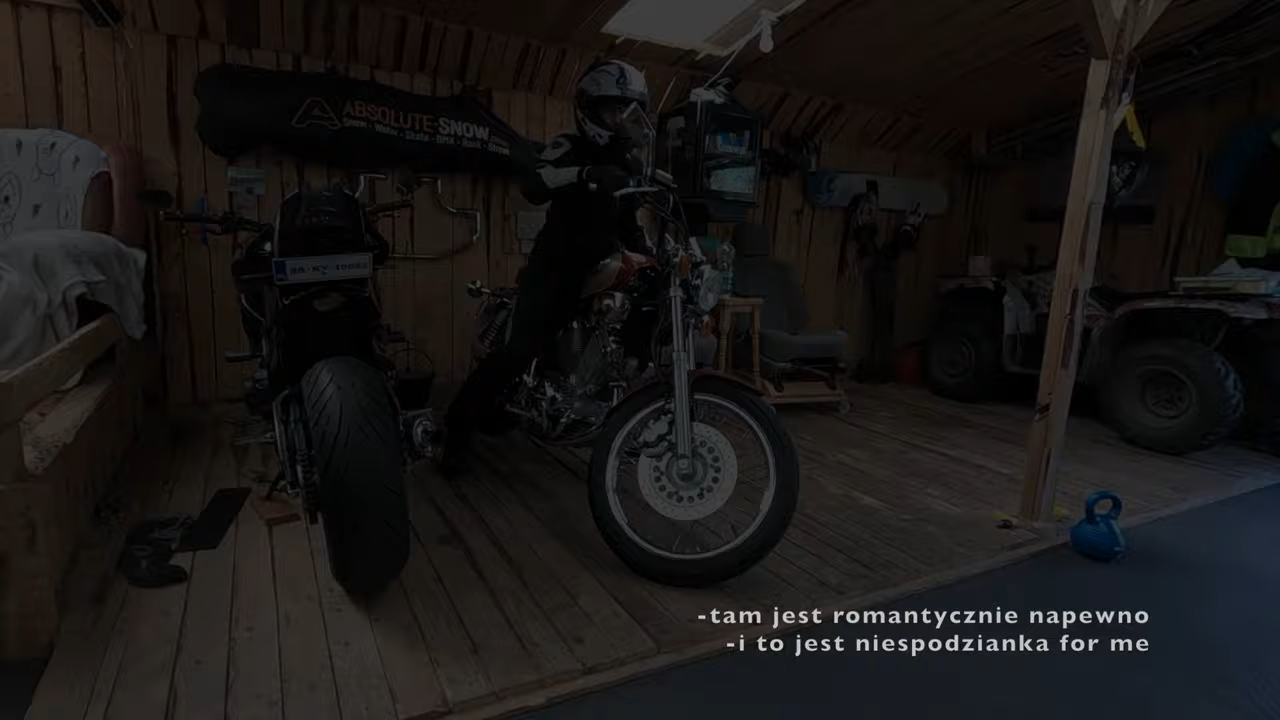 ABSOLUTE-SNOW
-tam jest romantycznie napewno
-i to jest niespodzianka for me